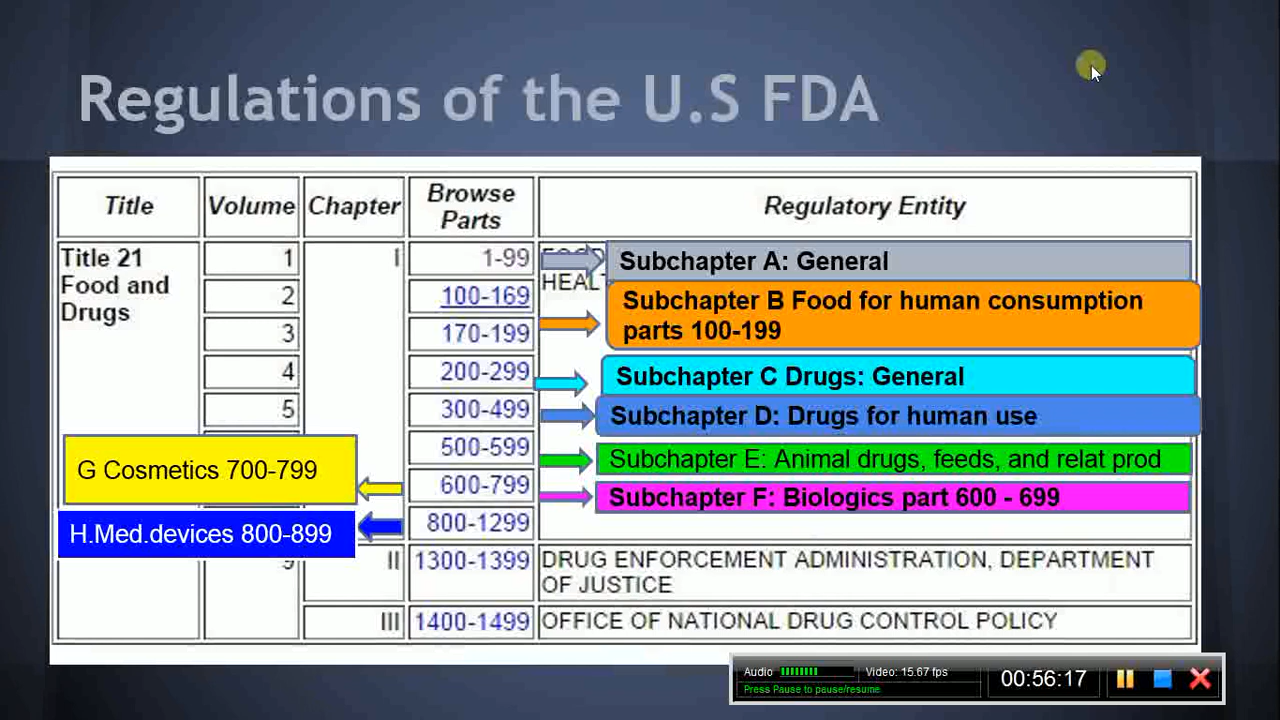 Regulations of the U.S FDA
Title Volume Chapter Browse Parts Regulatory Entity
Title 21 Food and Drugs
1 I 1-99 Subchapter A: General
2 100-169 Subchapter B Food for human consumption
3 170-199 parts 100-199
4 200-299 Subchapter C Drugs: General
5 300-499 Subchapter D: Drugs for human use
500-599 Subchapter E: Animal drugs, feeds, and relat prod
G Cosmetics 700-799 600-799 Subchapter F: Biologics part 600 - 699
H.Med.devices 800-899 800-1299
9 II 1300-1399 DRUG ENFORCEMENT ADMINISTRATION, DEPARTMENT
OF JUSTICE
III 1400-1499 OFFICE OF NATIONAL DRUG CONTROL POLICY
Audio Video: 15.67 fps 00:56:17
Press Pause to pause/resume